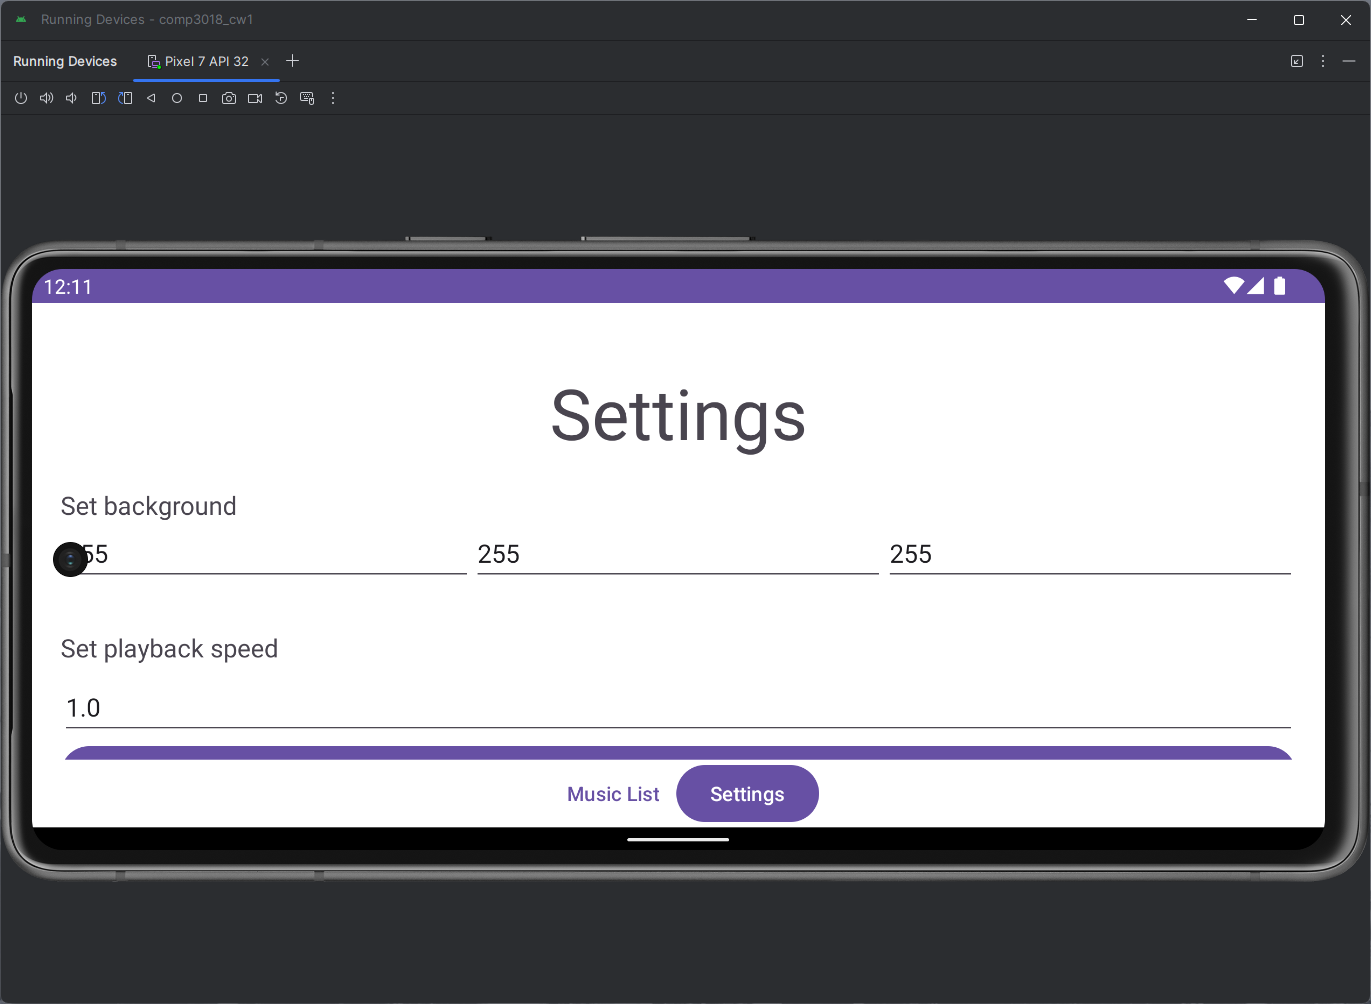 Running Devices - comp3018_cw1
Running Devices
Pixel 7 API 32
12:11
Settings
Set background
55
255
255
Set playback speed
1.0
Music List
Settings